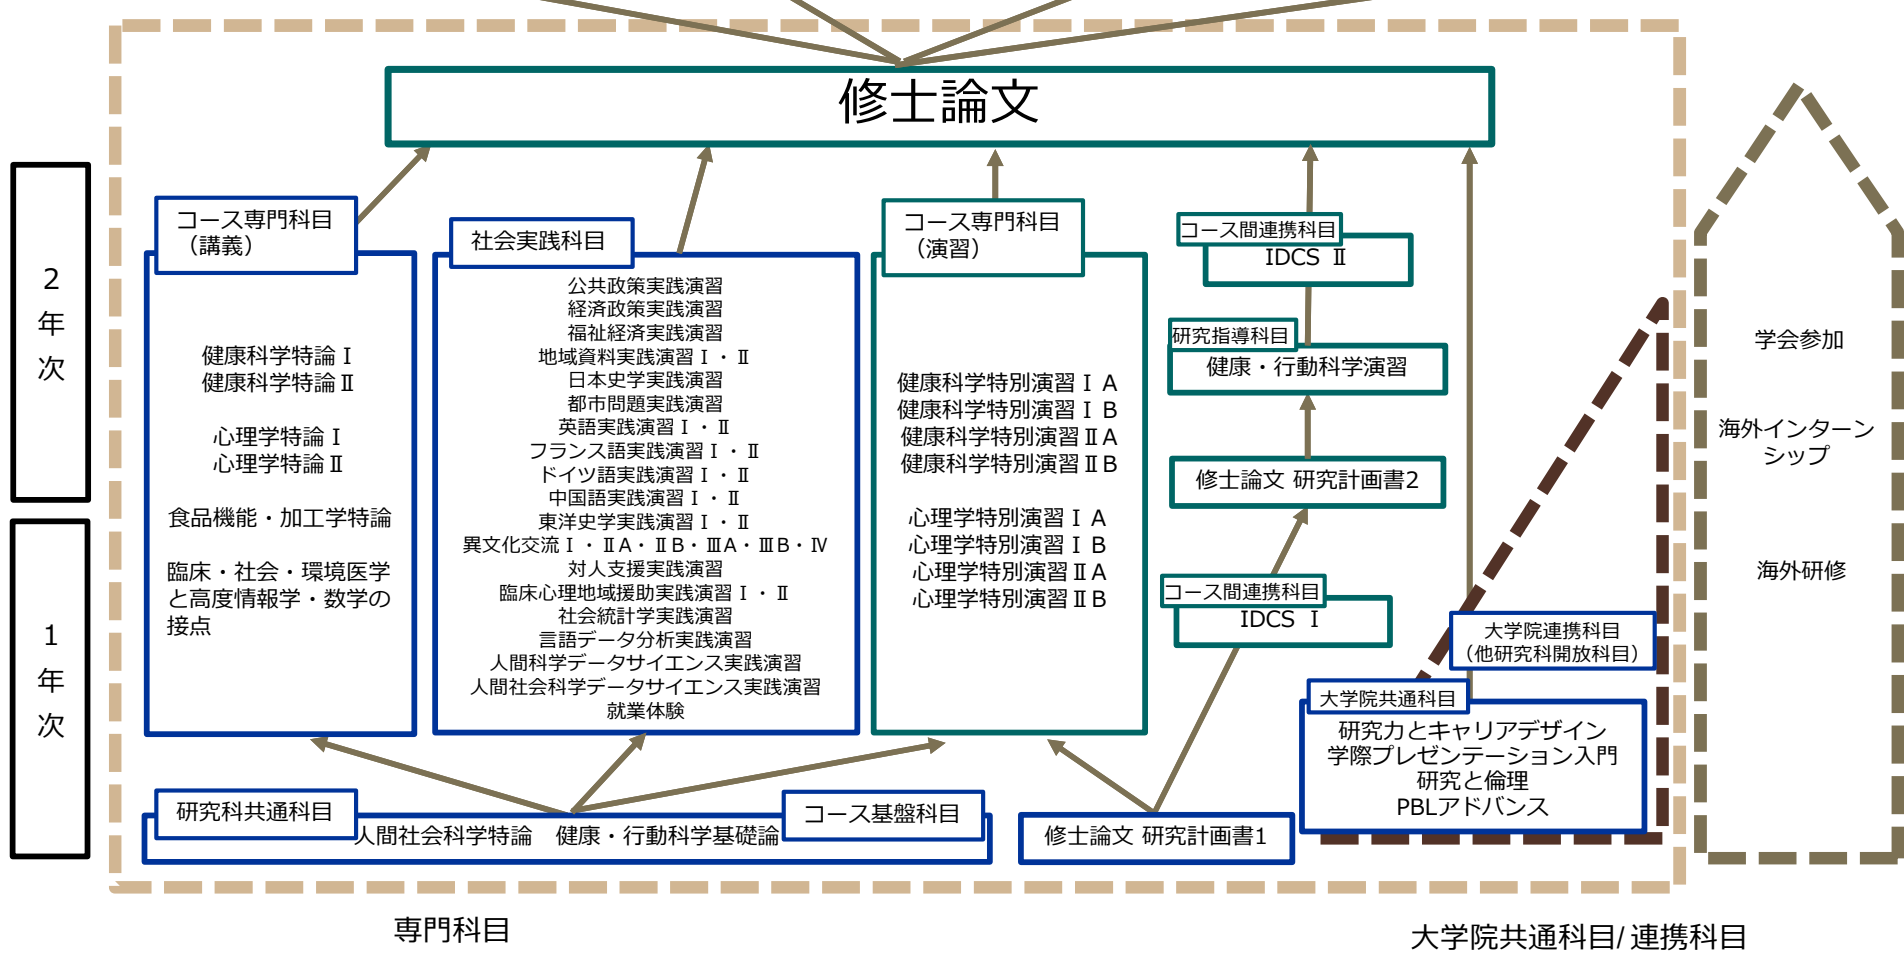 修士論文
2
年
次
1
年
次
コース専門科目
（講義）
健康科学特論Ⅰ
健康科学特論Ⅱ
心理学特論Ⅰ
心理学特論Ⅱ
食品機能・加工学特論
臨床・社会・環境医学
と高度情報学・数学の
接点
社会実践科目
公共政策実践演習
経済政策実践演習
福祉経済実践演習
地域資料実践演習Ⅰ・Ⅱ
日本史学実践演習
都市問題実践演習
英語実践演習Ⅰ・Ⅱ
フランス語実践演習Ⅰ・Ⅱ
ドイツ語実践演習Ⅰ・Ⅱ
中国語実践演習Ⅰ・Ⅱ
東洋史学実践演習Ⅰ・Ⅱ
異文化交流Ⅰ・ⅡA・ⅡB・ⅢA・ⅢB・Ⅳ
対人支援実践演習
臨床心理地域援助実践演習Ⅰ・Ⅱ
社会統計学実践演習
言語データ分析実践演習
人間科学データサイエンス実践演習
人間社会科学データサイエンス実践演習
就業体験
コース専門科目
（演習）
健康科学特別演習ⅠA
健康科学特別演習ⅠB
健康科学特別演習ⅡA
健康科学特別演習ⅡB
心理学特別演習ⅠA
心理学特別演習ⅠB
心理学特別演習ⅡA
心理学特別演習ⅡB
コース間連携科目
IDCS Ⅱ
研究指導科目
健康・行動科学演習
修士論文 研究計画書2
コース間連携科目
IDCS Ⅰ
大学院連携科目
（他研究科開放科目）
大学院共通科目
研究力とキャリアデザイン
学際プレゼンテーション入門
研究と倫理
PBLアドバンス
研究科共通科目
コース基盤科目
人間社会科学特論　健康・行動科学基礎論
修士論文 研究計画書1
学会参加
海外インターン
シップ
海外研修
専門科目
大学院共通科目/連携科目